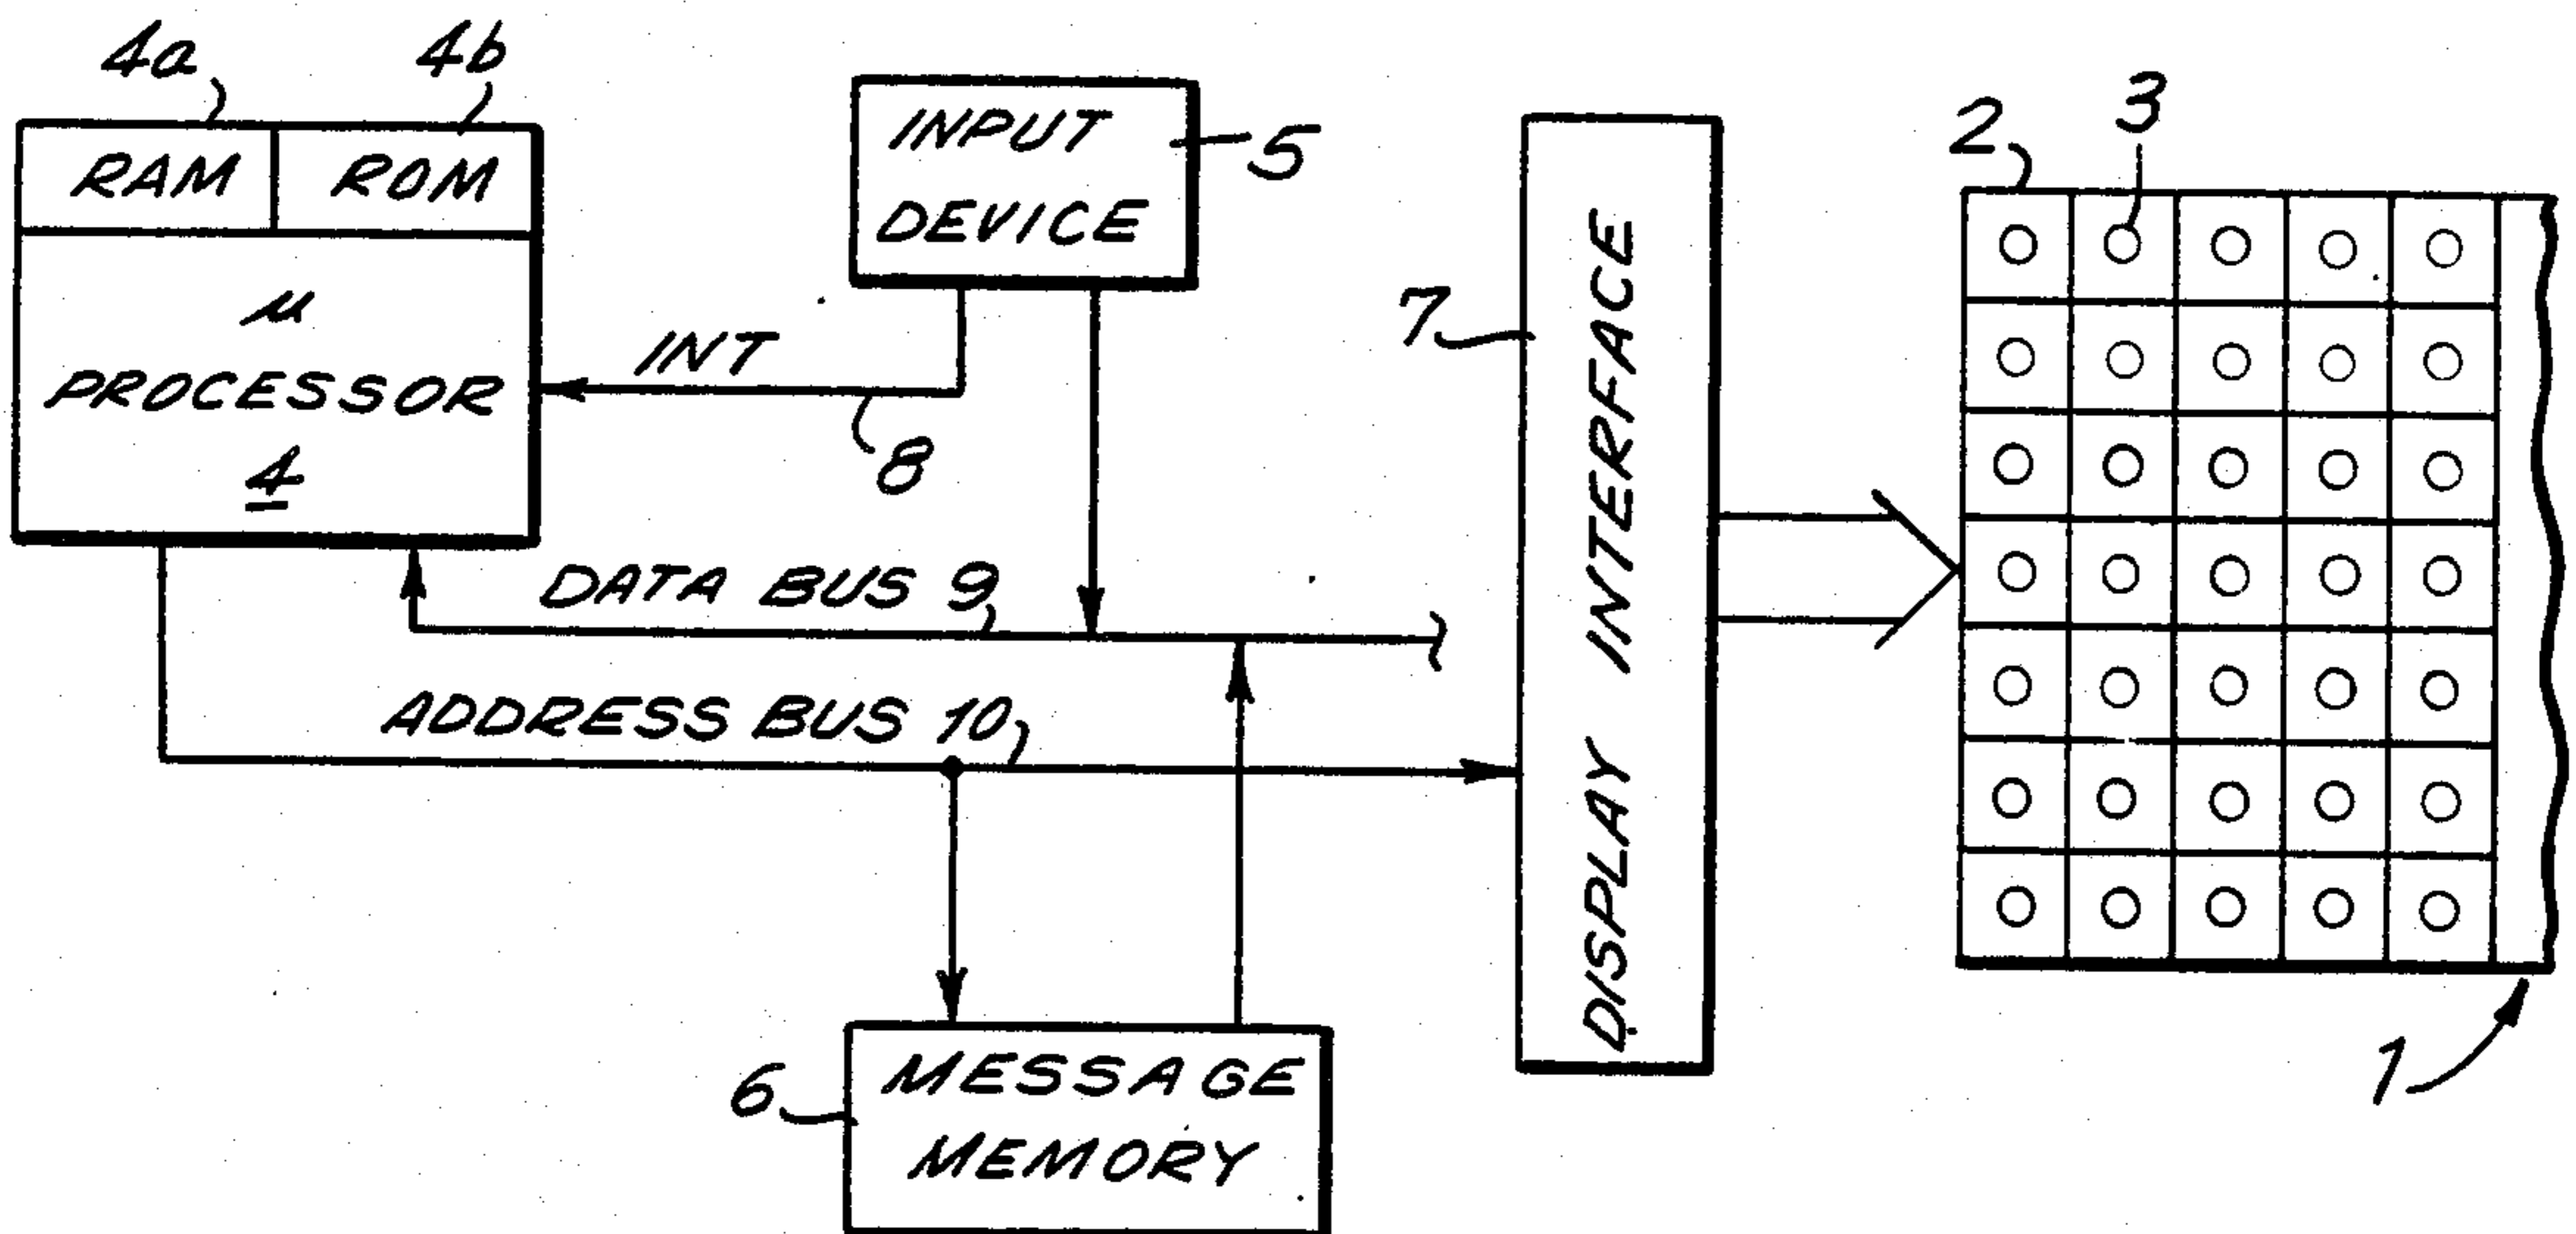 4a
4b
RAM
ROM
μ
PROCESSOR
4
INPUT
DEVICE
5
INT
8
DATA BUS 9
ADDRESS BUS 10
MESSAGE
MEMORY
6
7
DISPLAY INTERFACE
2
3
1